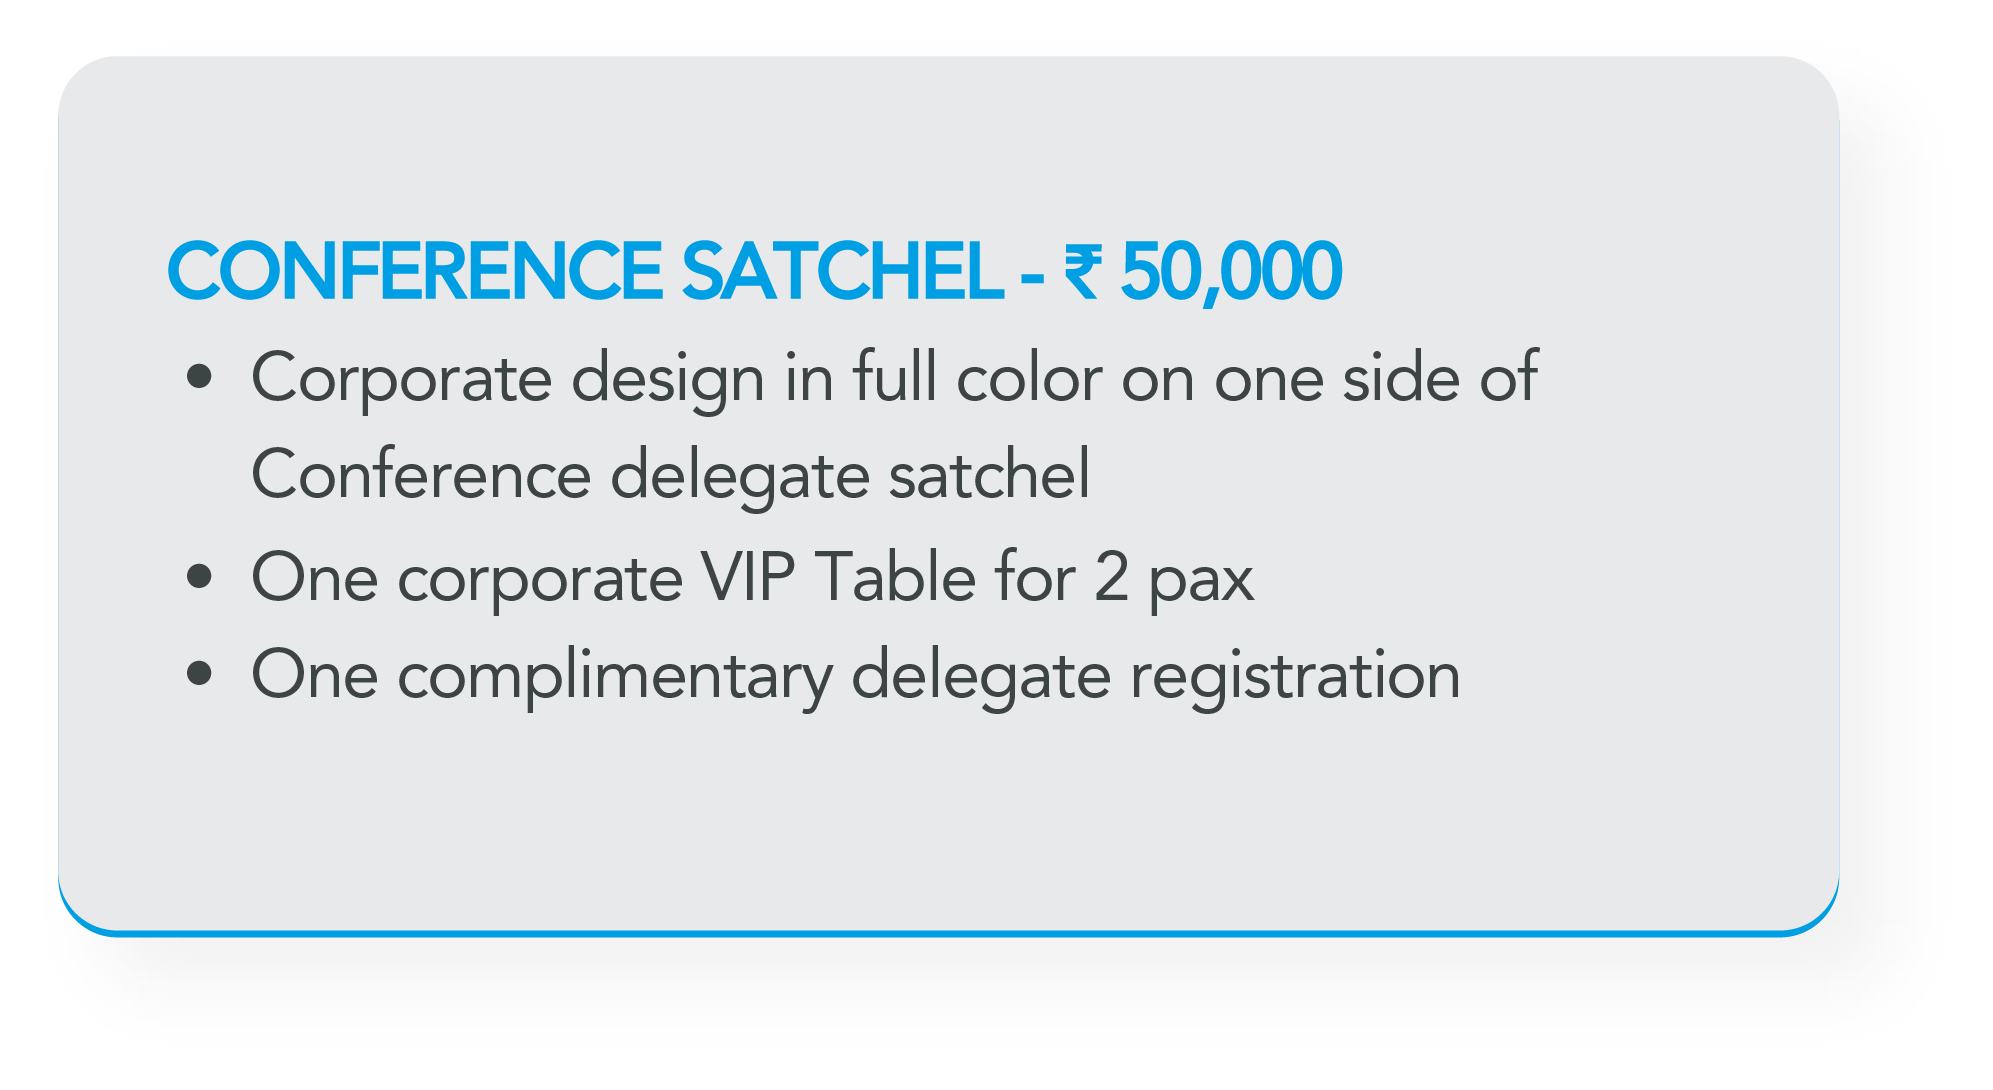 CONFERENCE SATCHEL - ₹ 50,000
• Corporate design in full color on one side of
Conference delegate satchel
• One corporate VIP Table for 2 pax
• One complimentary delegate registration